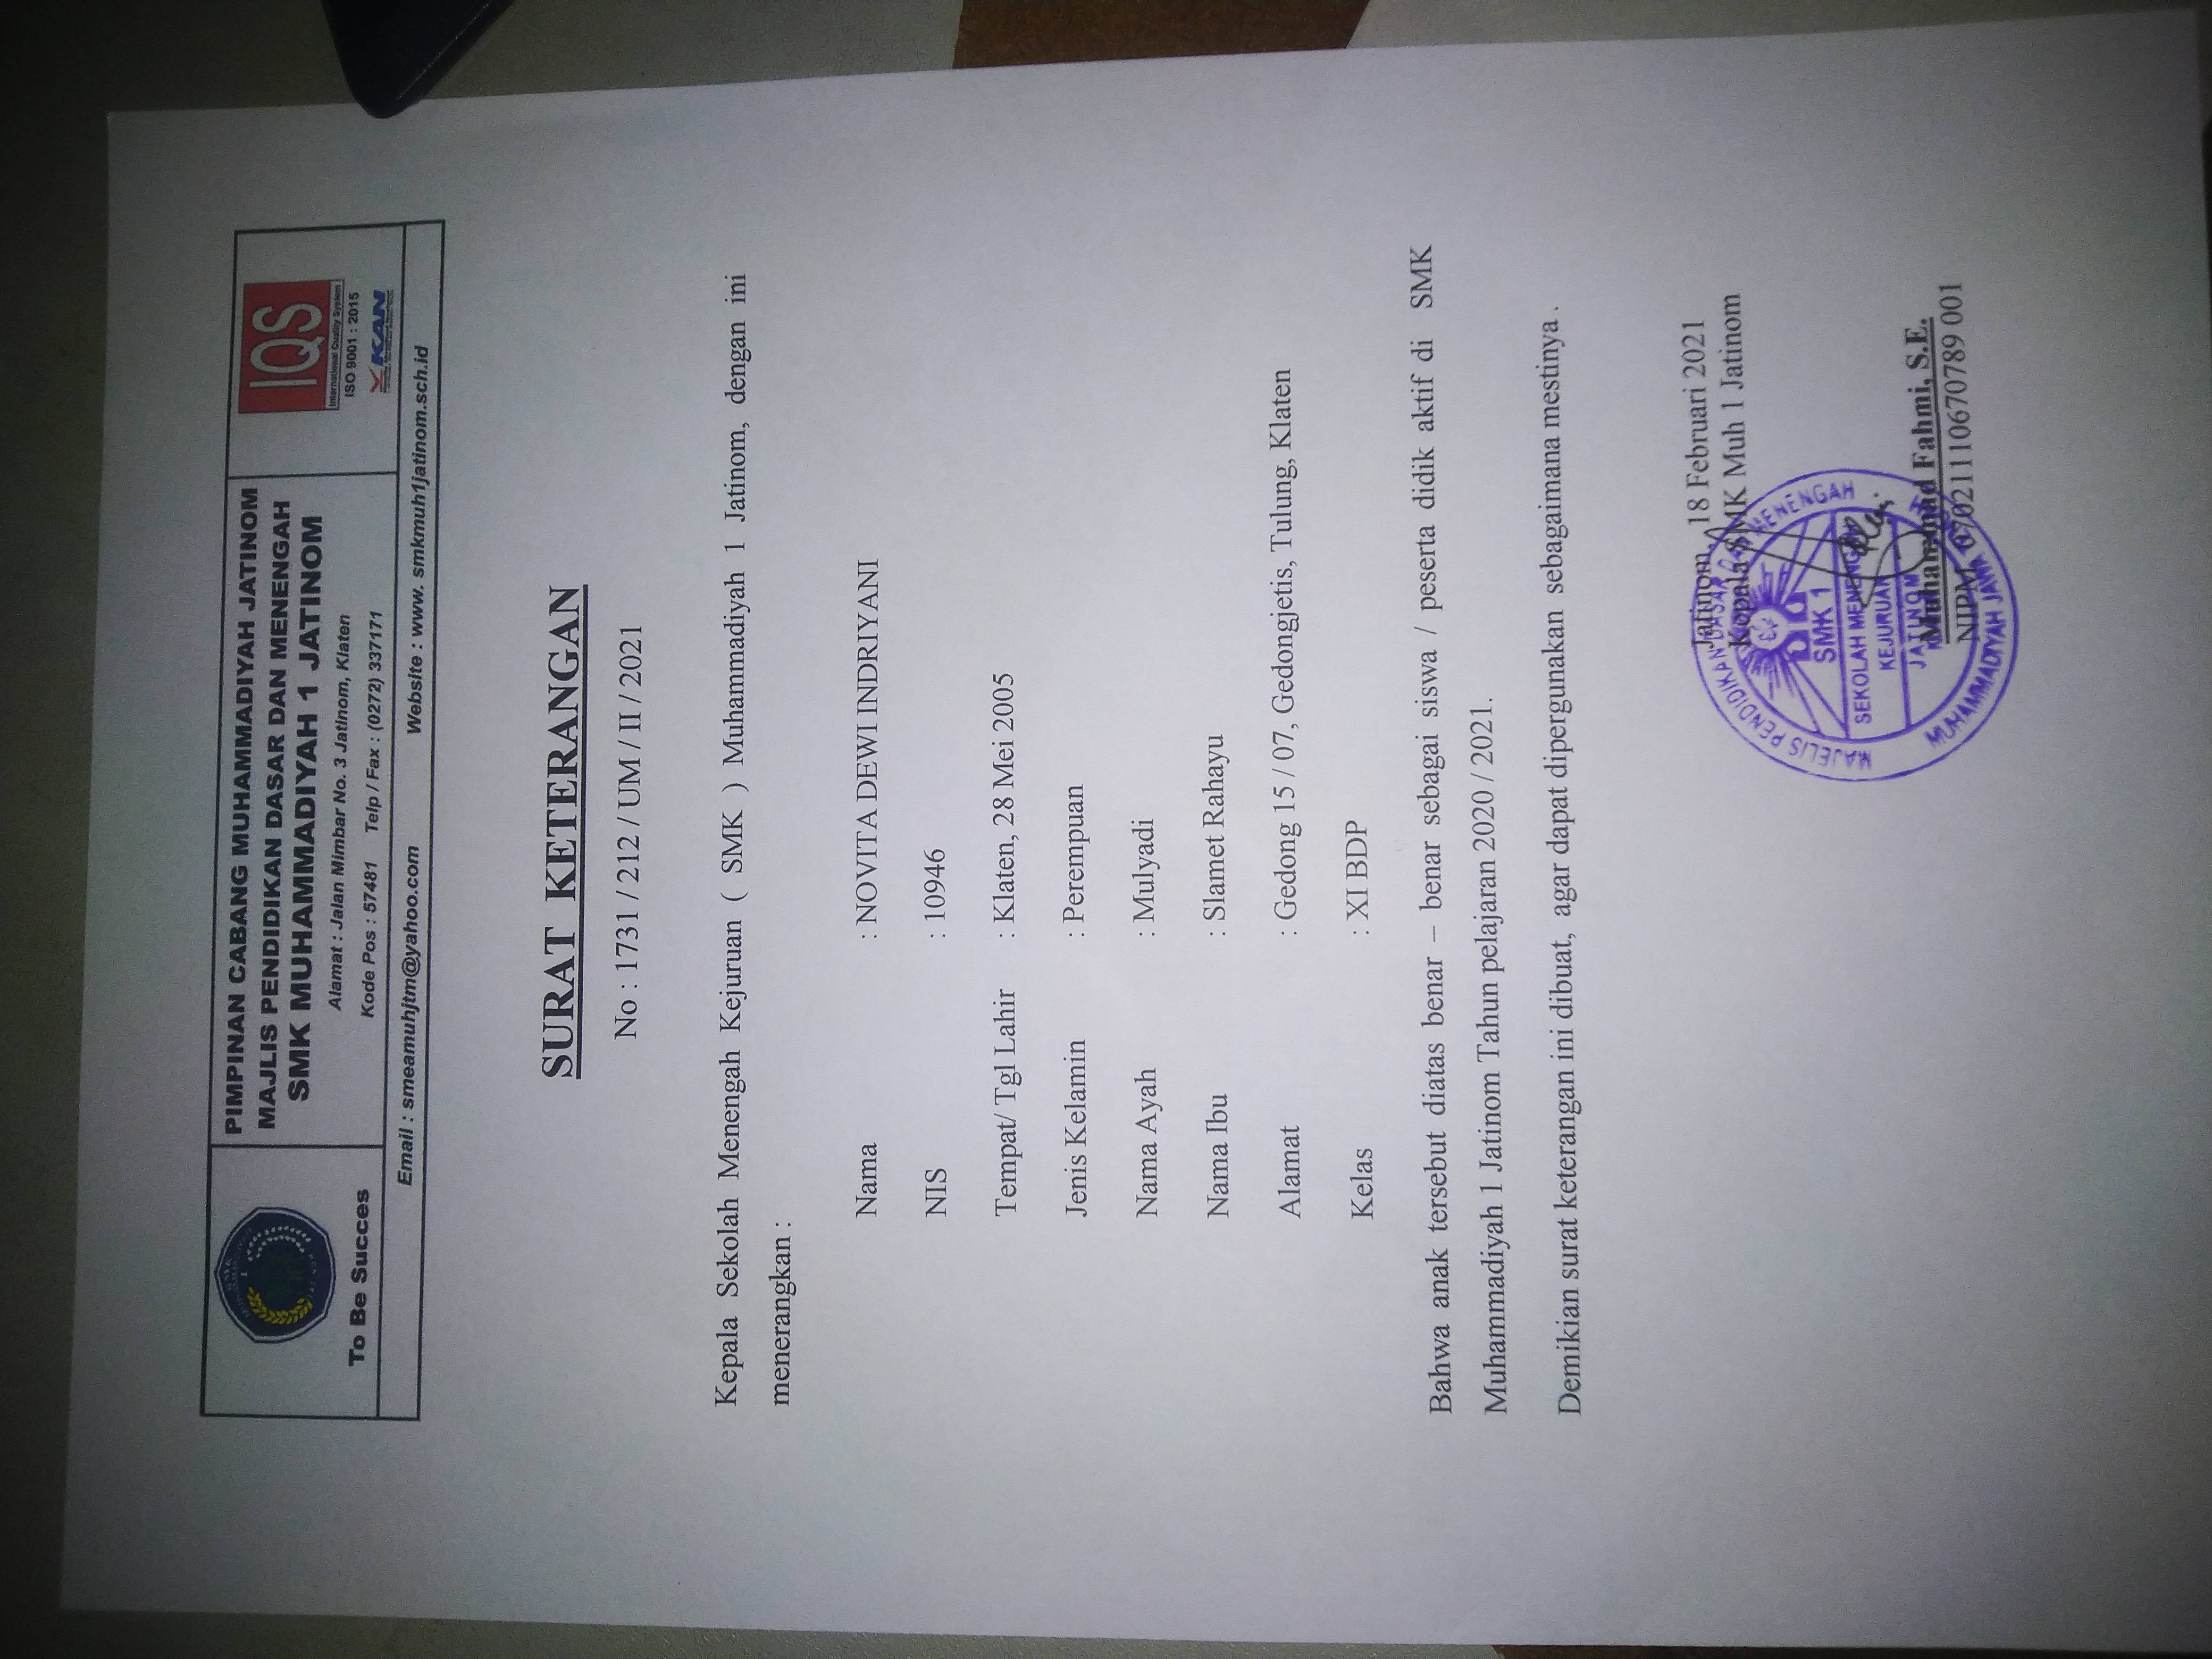 PIMPINAN CABANG MUHAMMADIYAH JATINOM
MAJLIS PENDIDIKAN DASAR DAN MENENGAH
SMK MUHAMMADIYAH 1 JATINOM
Alamat : Jalan Mimbar No. 3 Jatinom, Klaten
Kode Pos : 57481 Telp / Fax : (0272) 337171
To Be Succes
IQS
International Quality System
ISO 9001 : 2015
KAN
Email : smeamuhjtm@yahoo.com Website : www. smkmuh1jatinom.sch.id
SURAT KETERANGAN
No : 1731 / 212 / UM / II / 2021
Kepala Sekolah Menengah Kejuruan ( SMK ) Muhammadiyah 1 Jatinom, dengan ini
menerangkan :
Nama : NOVITA DEWI INDRIYANI
NIS : 10946
Tempat/ Tgl Lahir : Klaten, 28 Mei 2005
Jenis Kelamin : Perempuan
Nama Ayah : Mulyadi
Nama Ibu : Slamet Rahayu
Alamat : Gedong 15 / 07, Gedongjetis, Tulung, Klaten
Kelas : XI BDP
Bahwa anak tersebut diatas benar – benar sebagai siswa / peserta didik aktif di SMK
Muhammadiyah 1 Jatinom Tahun pelajaran 2020 / 2021.
Demikian surat keterangan ini dibuat, agar dapat dipergunakan sebagaimana mestinya .
Jatinom, 18 Februari 2021
Kepala SMK Muh 1 Jatinom
MAJELIS PENDIDIKAN DASAR DAN MENENGAH
SMK 1
SEKOLAH MENENGAH
KEJURUAN
JATINOM
MUHAMMADIYAH JAWA TENGAH
Muhammad Fahmi, S.E.
NIPM. 07021110670789 001